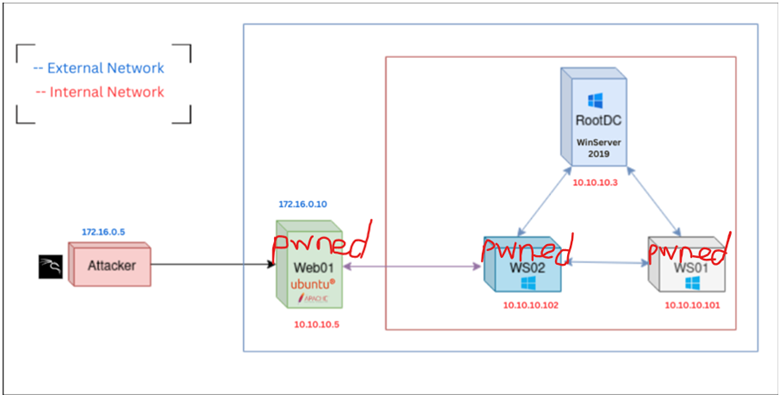 -- External Network
-- Internal Network
RootDC
WinServer
2019
10.10.10.3
172.16.0.10
172.16.0.5
pwned
pwned
pwned
Attacker
Web01
WS02
WS01
ubuntu®
APACHE
10.10.10.5
10.10.10.102
10.10.10.101